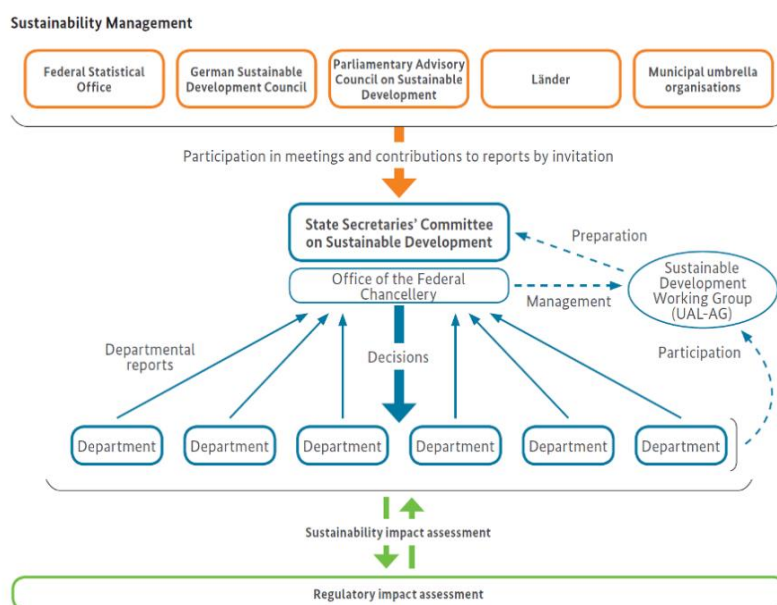 Sustainability Management
Federal Statistical
Office
German Sustainable
Development Council
Parliamentary Advisory
Council on Sustainable
Development
Länder
Municipal umbrella
organisations
Participation in meetings and contributions to reports by invitation
State Secretaries' Committee
on Sustainable Development
Preparation
Office of the Federal
Chancellery
Management
Sustainable
Development
Working Group
(UAL-AG)
Departmental
reports
Decisions
Participation
Department
Department
Department
Department
Department
Department
Sustainability impact assessment
Regulatory impact assessment